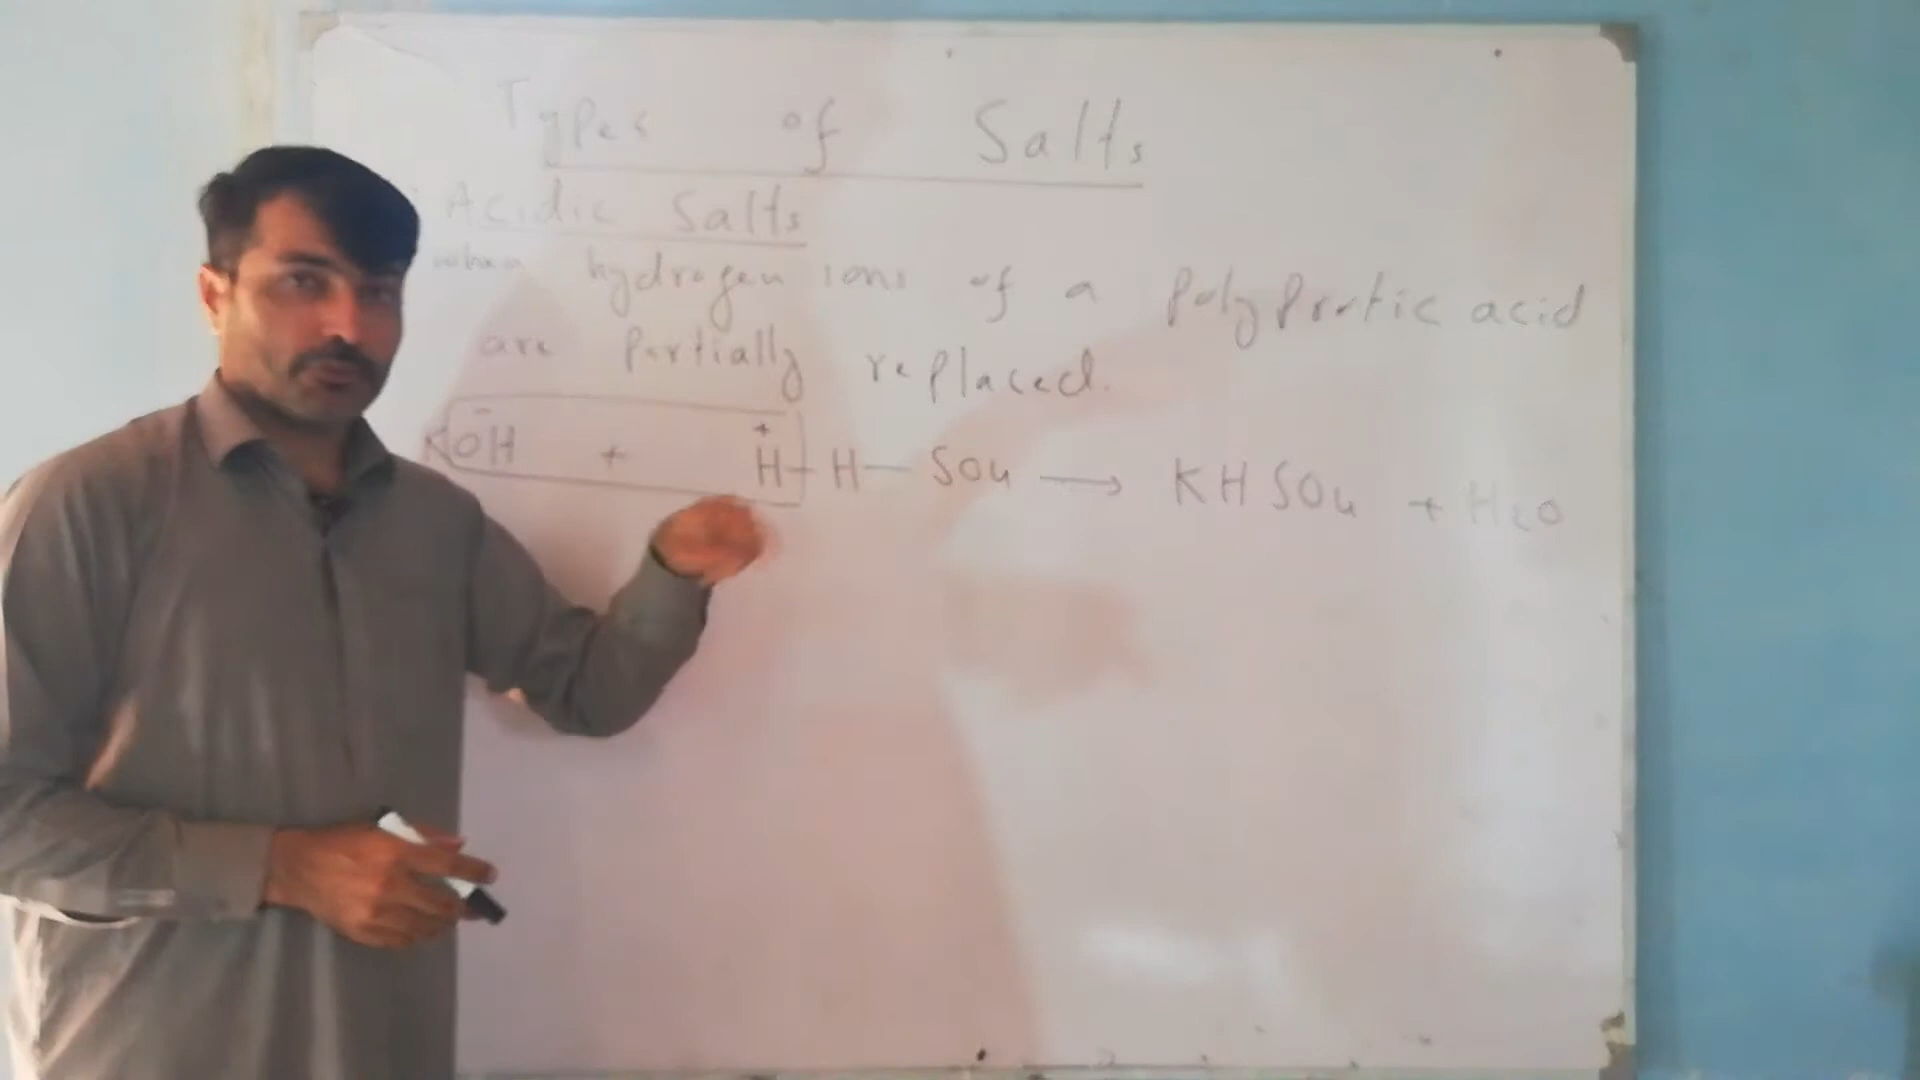 Types of Salts
Acidic Salts
when hydrogen ions of a Polyprotic acid
are Partially replaced.
KOH⁻ + H⁺-H-SO₄ → KHSO₄ + H₂O